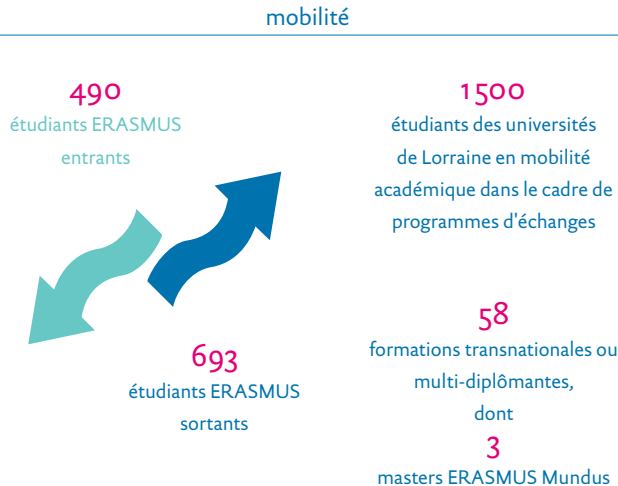 mobilité
490
étudiants ERASMUS
entrants
693
étudiants ERASMUS
sortants
1500
étudiants des universités
de Lorraine en mobilité
académique dans le cadre de
programmes d'échanges
58
formations transnationales ou
multi-diplômantes,
dont
3
masters ERASMUS Mundus